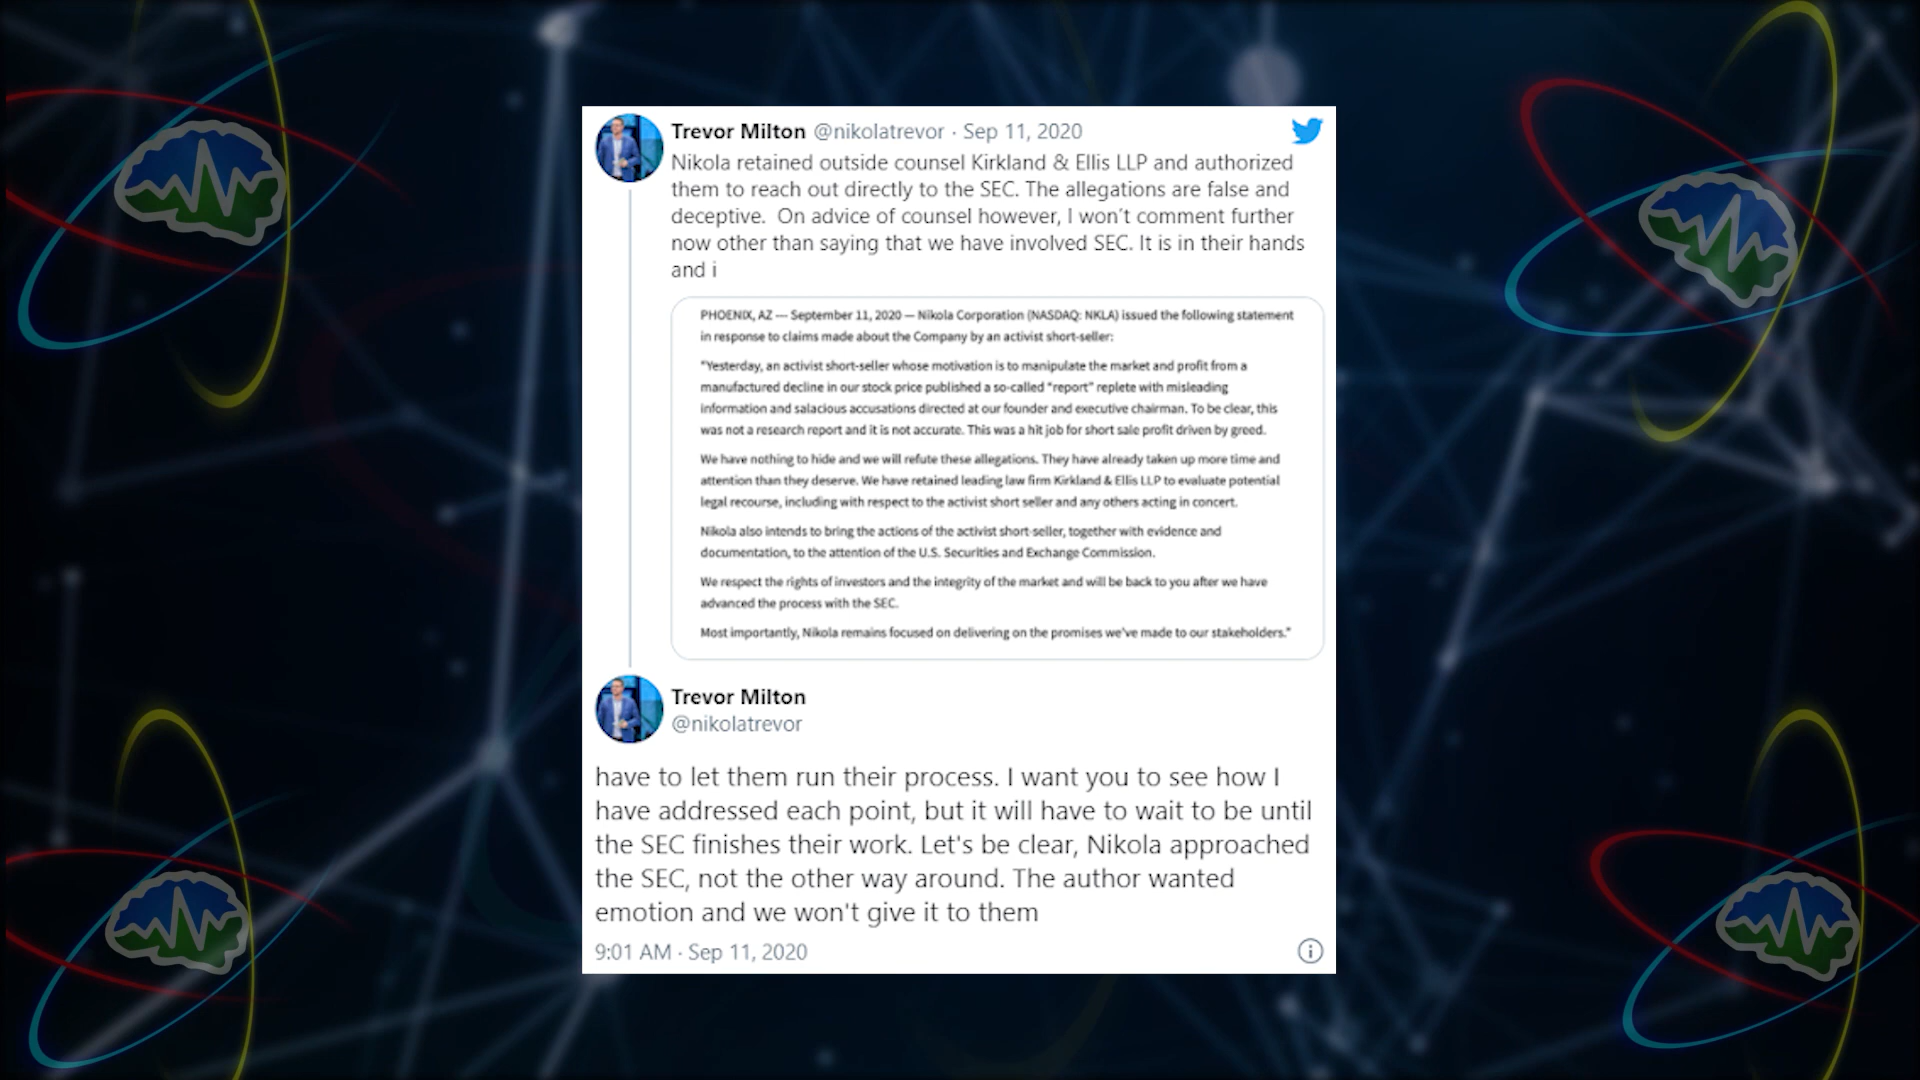 Trevor Milton @nikolatrevor · Sep 11, 2020
Nikola retained outside counsel Kirkland & Ellis LLP and authorized
them to reach out directly to the SEC. The allegations are false and
deceptive.  On advice of counsel however, I won't comment further
now other than saying that we have involved SEC. It is in their hands
and i
PHOENIX, AZ — September 11, 2020 — Nikola Corporation (NASDAQ: NKLA) issued the following statement
in response to claims made about the Company by an activist short-seller:
"Yesterday, an activist short-seller whose motivation is to manipulate the market and profit from a
manufactured decline in our stock price published a so-called "report" replete with misleading
information and salacious accusations directed at our founder and executive chairman. To be clear, this
was not a research report and it is not accurate. This was a hit job for short sale profit driven by greed.
We have nothing to hide and we will refute these allegations. They have already taken up more time and
attention than they deserve. We have retained leading law firm Kirkland & Ellis LLP to evaluate potential
legal recourse, including with respect to the activist short seller and any others acting in concert.
Nikola also intends to bring the actions of the activist short-seller, together with evidence and
documentation, to the attention of the U.S. Securities and Exchange Commission.
We respect the rights of investors and the integrity of the market and will be back to you after we have
advanced the process with the SEC.
Most importantly, Nikola remains focused on delivering on the promises we've made to our stakeholders."
Trevor Milton
@nikolatrevor
have to let them run their process. I want you to see how I
have addressed each point, but it will have to wait to be until
the SEC finishes their work. Let's be clear, Nikola approached
the SEC, not the other way around. The author wanted
emotion and we won't give it to them
9:01 AM · Sep 11, 2020